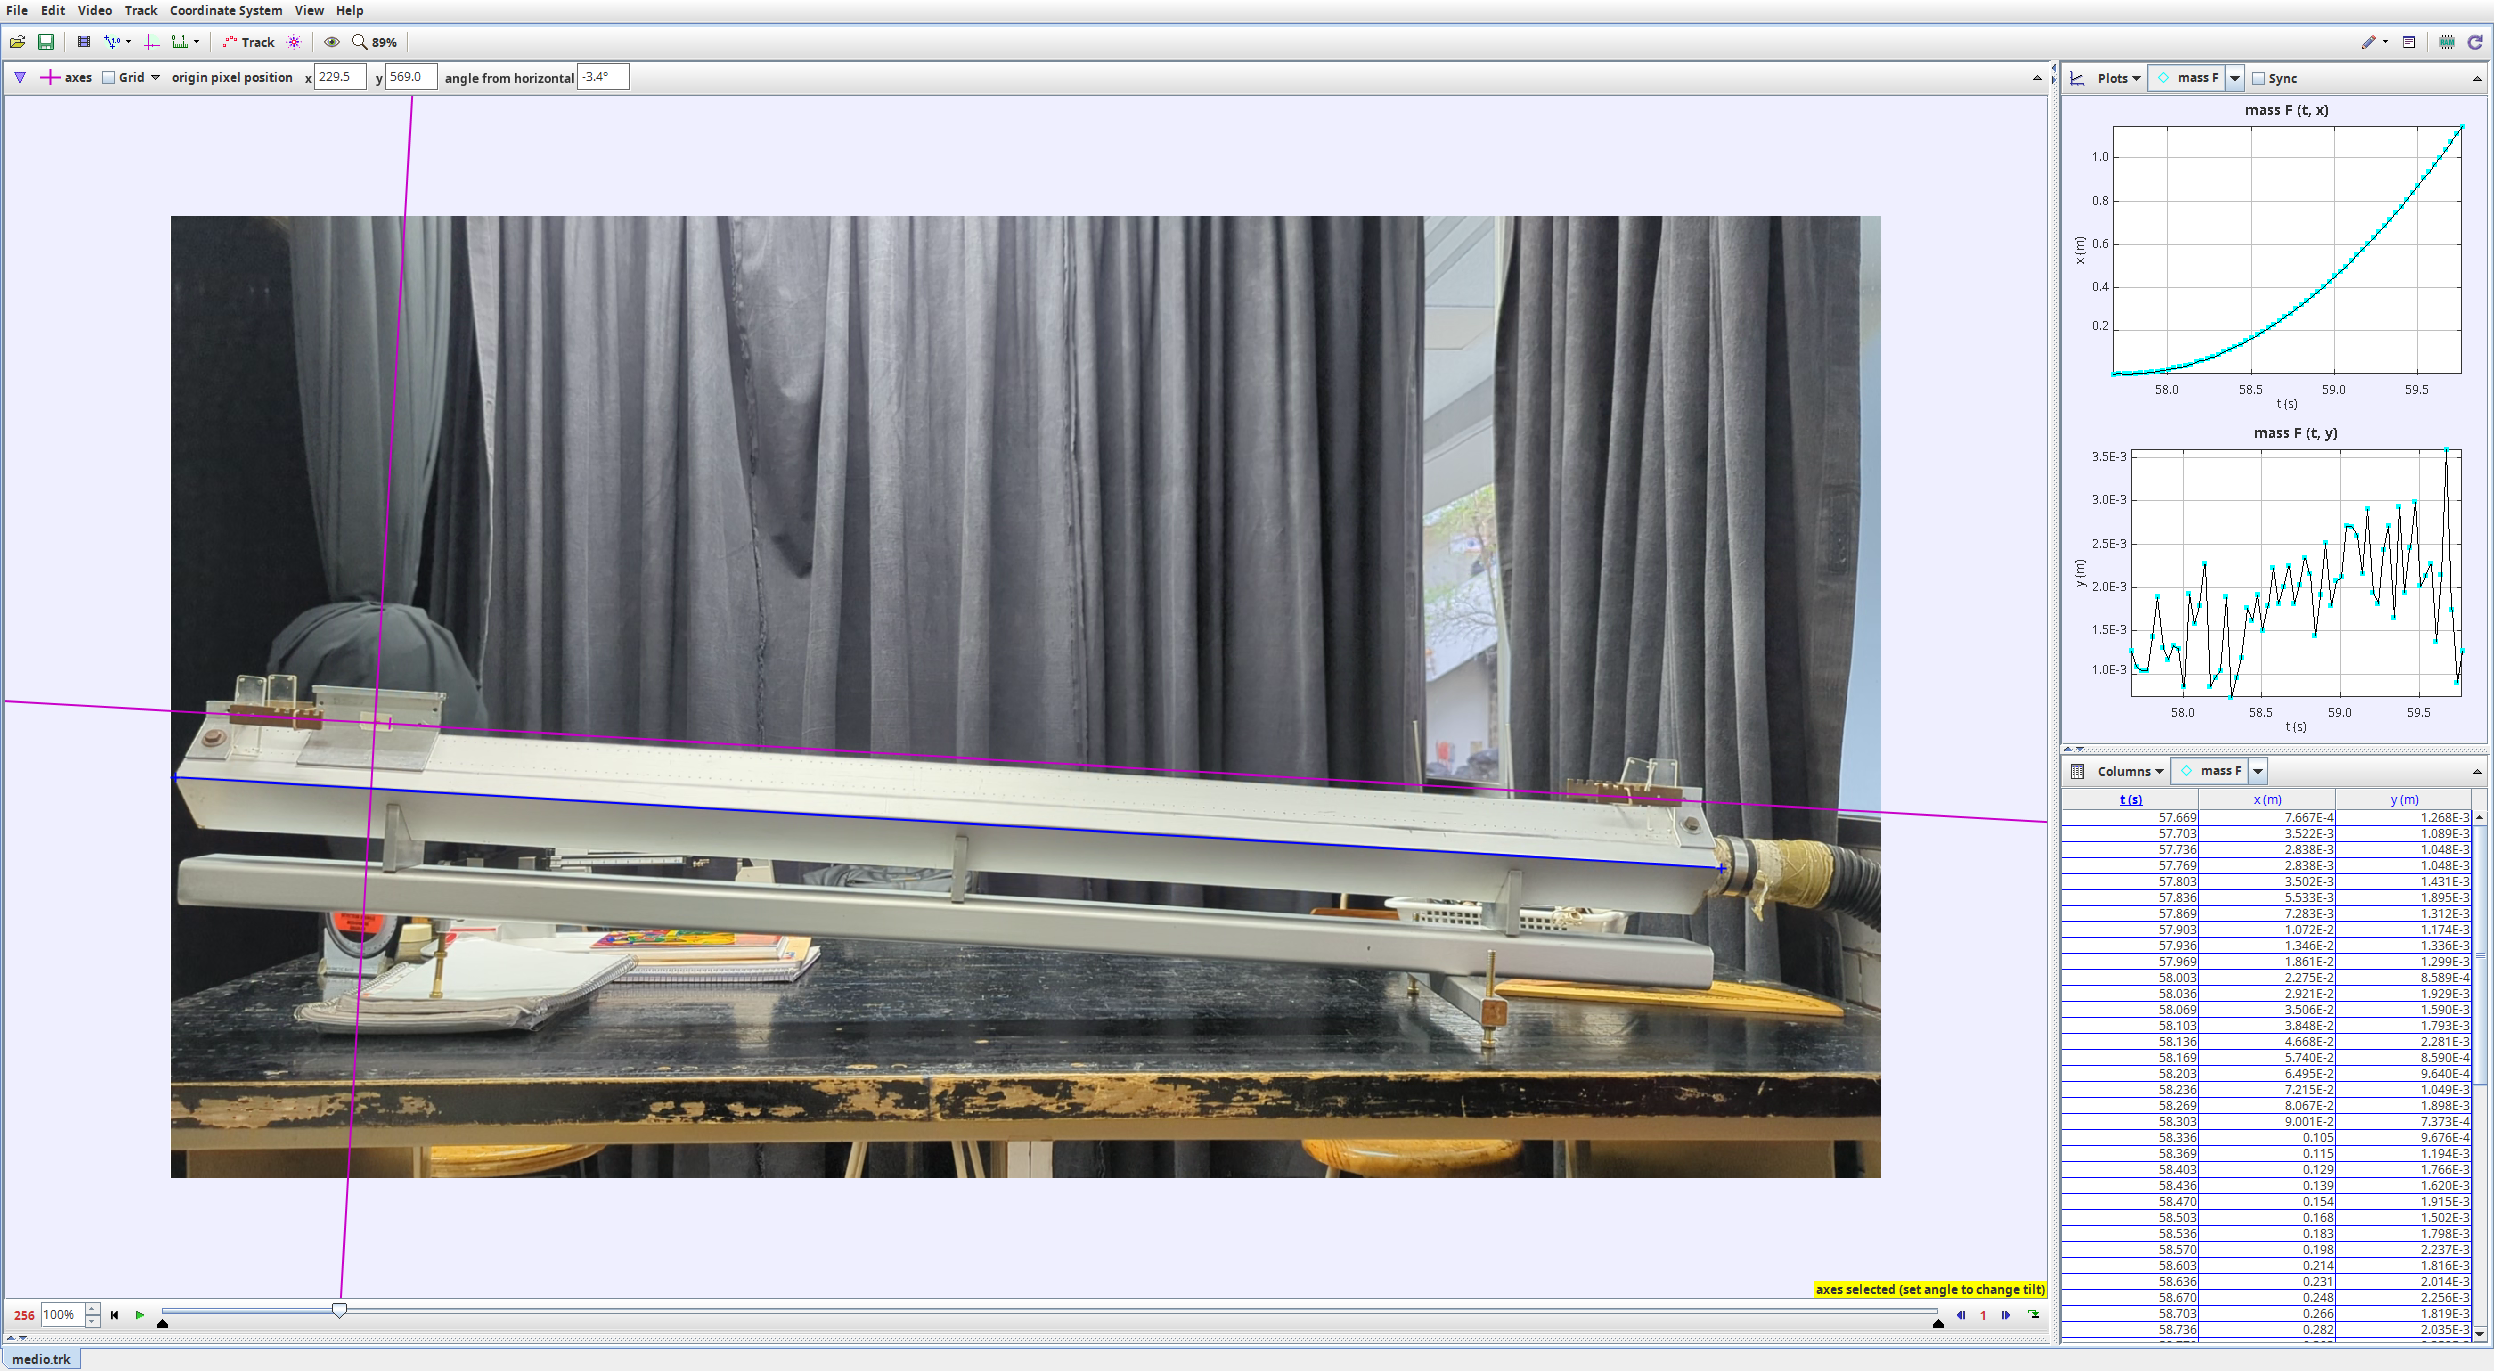 File Edit Video Track Coordinate System View Help
Track 89%
axes Grid origin pixel position x 229.5 y 569.0 angle from horizontal -3.4°
Plots mass F Sync
mass F (t, x)
1.0
0.8
0.6
0.4
0.2
x (m)
58.0 58.5 59.0 59.5
t (s)
mass F (t, y)
3.5E-3
3.0E-3
2.5E-3
2.0E-3
1.5E-3
1.0E-3
y (m)
58.0 58.5 59.0 59.5
t (s)
Columns mass F
t (s) x (m) y (m)
57.669 7.667E-4 1.268E-3
57.703 3.522E-3 1.089E-3
57.736 2.838E-3 1.048E-3
57.769 2.838E-3 1.048E-3
57.803 3.502E-3 1.431E-3
57.836 5.533E-3 1.895E-3
57.869 7.283E-3 1.312E-3
57.903 1.072E-2 1.174E-3
57.936 1.346E-2 1.336E-3
57.969 1.861E-2 1.299E-3
58.003 2.275E-2 8.589E-4
58.036 2.921E-2 1.929E-3
58.069 3.506E-2 1.590E-3
58.103 3.848E-2 1.793E-3
58.136 4.668E-2 2.281E-3
58.169 5.740E-2 8.590E-4
58.203 6.495E-2 9.640E-4
58.236 7.215E-2 1.049E-3
58.269 8.067E-2 1.898E-3
58.303 9.001E-2 7.373E-4
58.336 0.105 9.676E-4
58.369 0.115 1.194E-3
58.403 0.129 1.766E-3
58.436 0.139 1.620E-3
58.470 0.154 1.915E-3
58.503 0.168 1.502E-3
58.536 0.183 1.798E-3
58.570 0.198 2.237E-3
58.603 0.214 1.816E-3
58.636 0.231 2.014E-3
58.670 0.248 2.256E-3
58.703 0.266 1.819E-3
58.736 0.282 2.035E-3
axes selected (set angle to change tilt)
256 100% 1
medio.trk